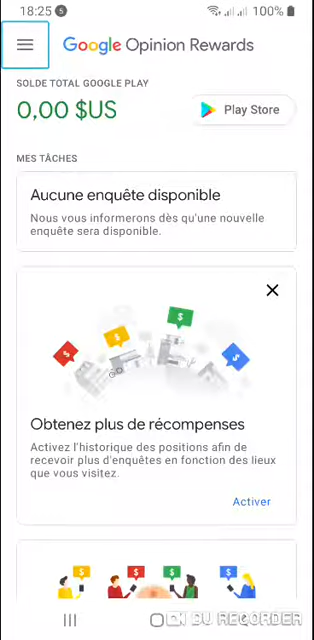 18:25 5 100%
Google Opinion Rewards
SOLDE TOTAL GOOGLE PLAY
0,00 $US
Play Store
MES TÂCHES
Aucune enquête disponible
Nous vous informerons dès qu'une nouvelle
enquête sera disponible.
$ $ $ $
Obtenez plus de récompenses
Activez l'historique des positions afin de
recevoir plus d'enquêtes en fonction des lieux
que vous visitez.
Activer
$ $ $ $
DU RECORDER